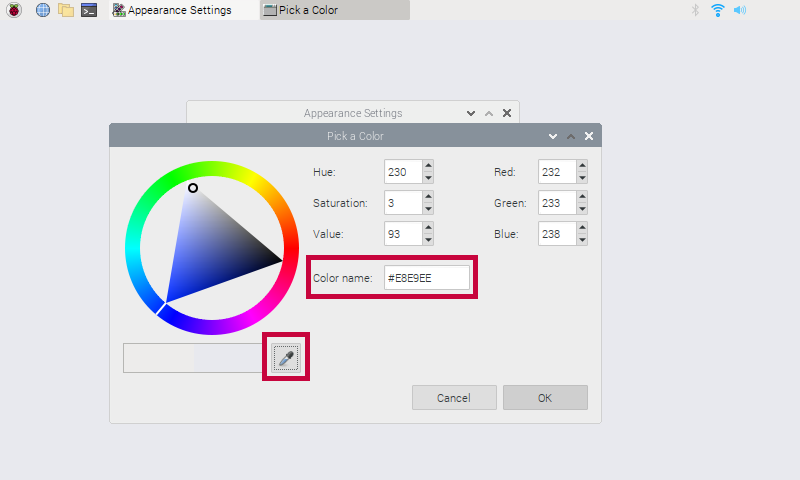 Appearance Settings Pick a Color
Appearance Settings
Pick a Color
Hue: 230 Red: 232
Saturation: 3 Green: 233
Value: 93 Blue: 238
Color name: #E8E9EE
Cancel OK